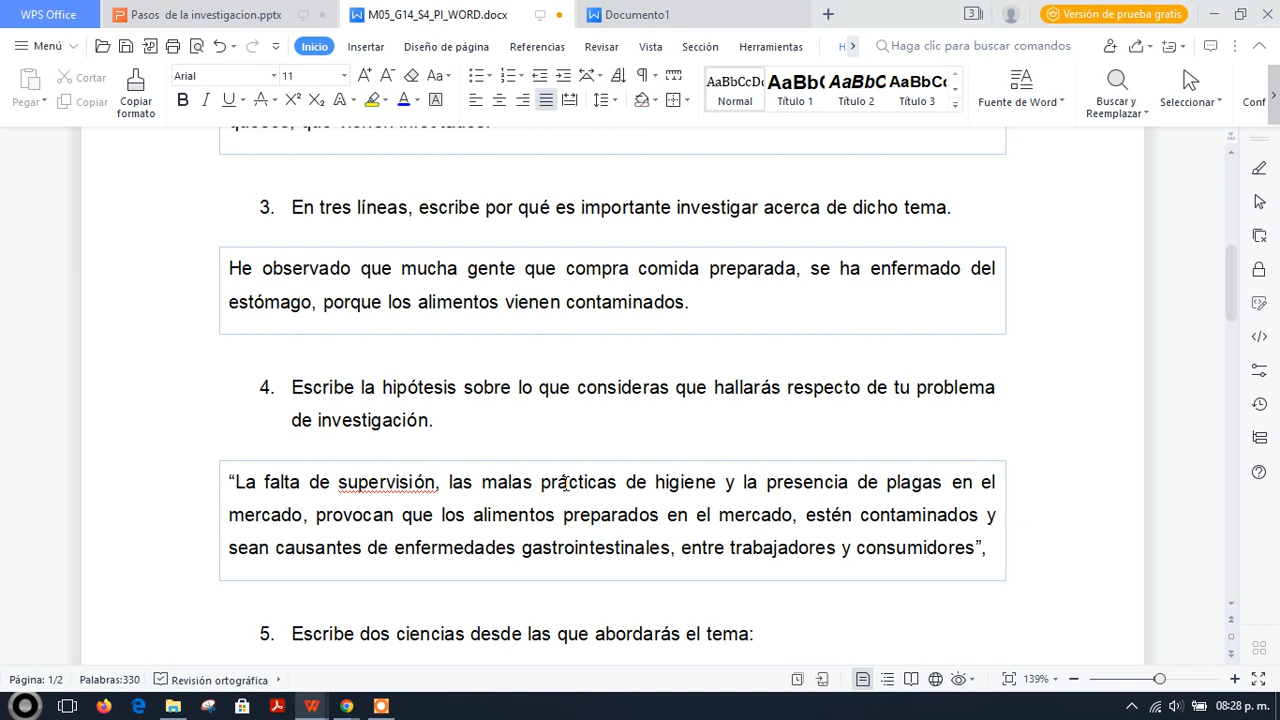 WPS Office
Pasos de la investigacion.pptx
M05_G14_S4_PI_WORD.docx
Documento1
3
Versión de prueba gratis
Menú
Inicio
Insertar
Diseño de página
Referencias
Revisar
Vista
Sección
Herramientas
Haga clic para buscar comandos
Pegar
Cortar
Copiar
Copiar formato
Arial
11
AaBbCcDc
Normal
AaBb(
Título 1
AaBbC
Título 2
AaBbCc
Título 3
Fuente de Word
Buscar y Reemplazar
Seleccionar
Conf
3. En tres líneas, escribe por qué es importante investigar acerca de dicho tema.
He observado que mucha gente que compra comida preparada, se ha enfermado del
estómago, porque los alimentos vienen contaminados.
4. Escribe la hipótesis sobre lo que consideras que hallarás respecto de tu problema
de investigación.
“La falta de supervisión, las malas prácticas de higiene y la presencia de plagas en el
mercado, provocan que los alimentos preparados en el mercado, estén contaminados y
sean causantes de enfermedades gastrointestinales, entre trabajadores y consumidores”,
5. Escribe dos ciencias desde las que abordarás el tema:
Página: 1/2
Palabras:330
Revisión ortográfica
139%
08:28 p. m.